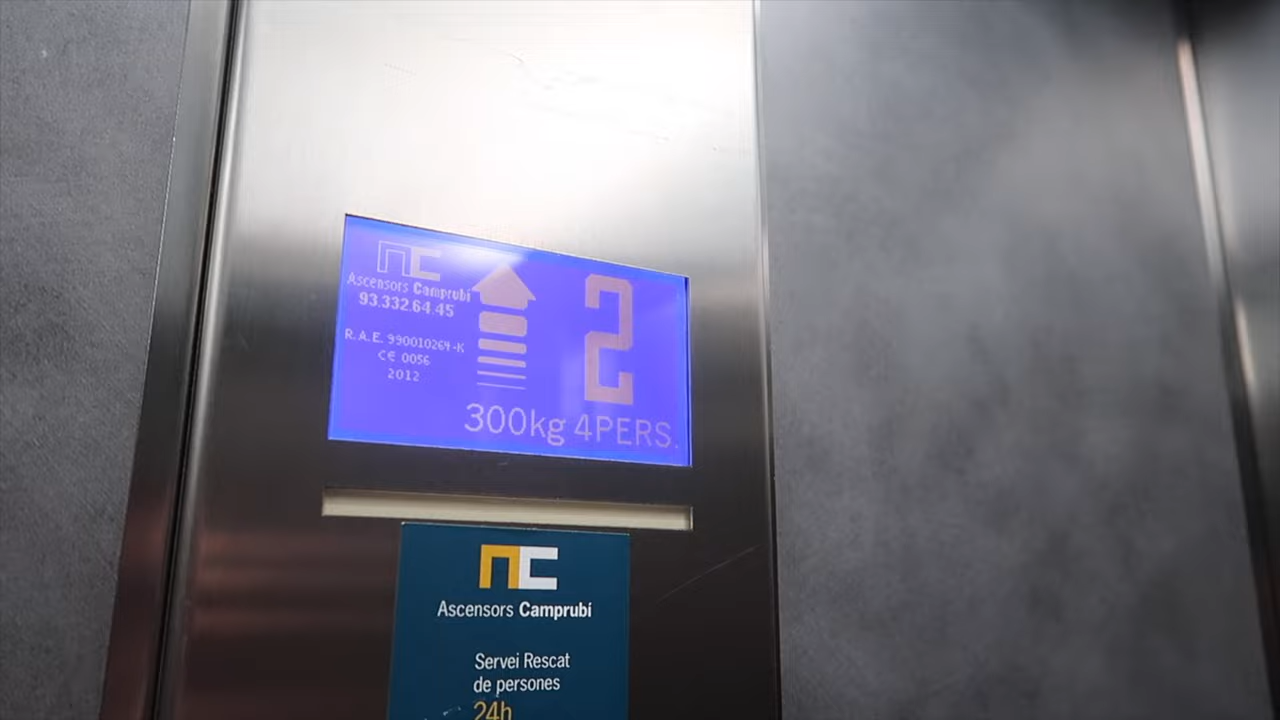 Ascensors Camprubí
93.332.64.45
R.A.E. 990010264-K
CE 0056
2012
2
300kg 4PERS.
Ascensors Camprubí
Servei Rescat
de persones
24h